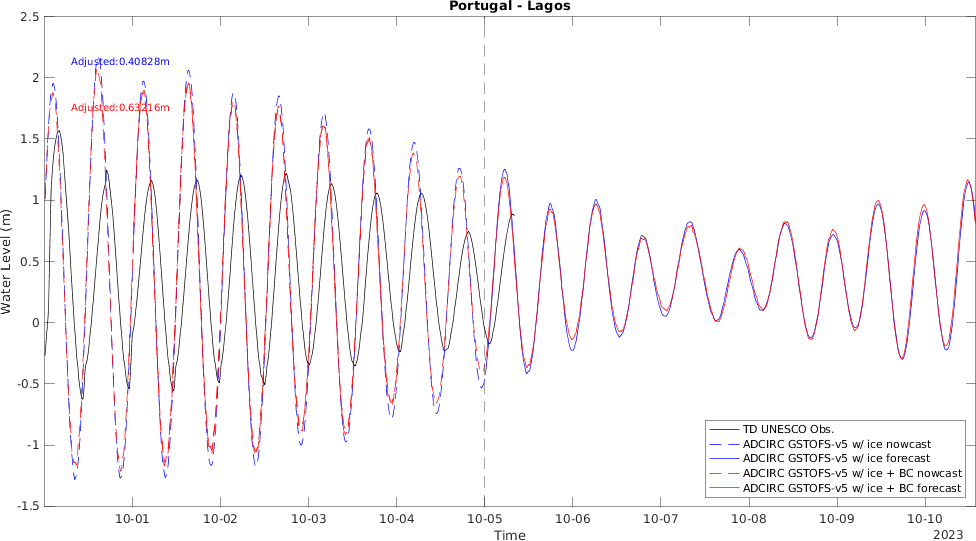 Portugal - Lagos
2.5
2
1.5
1
0.5
0
-0.5
-1
-1.5
Water Level (m)
Adjusted:0.40828m
Adjusted:0.63216m
TD UNESCO Obs.
ADCIRC GSTOFS-v5 w/ ice nowcast
ADCIRC GSTOFS-v5 w/ ice forecast
ADCIRC GSTOFS-v5 w/ ice + BC nowcast
ADCIRC GSTOFS-v5 w/ ice + BC forecast
10-01 10-02 10-03 10-04 10-05 10-06 10-07 10-08 10-09 10-10
Time
2023